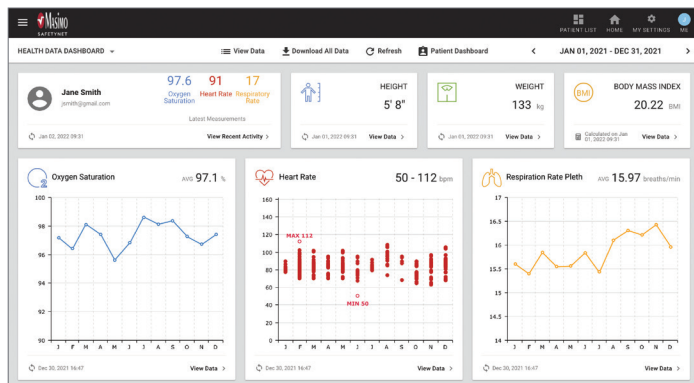 Masimo
SAFETYNET
PATIENT LIST HOME MY SETTINGS ME
HEALTH DATA DASHBOARD View Data Download All Data Refresh Patient Dashboard < JAN 01, 2021 - DEC 31, 2021 >
Jane Smith
jsmith@gmail.com
97.6 91 17
Oxygen Saturation Heart Rate Respiratory Rate
Latest Measurements
Jan 02, 2022 09:31 View Recent Activity >
HEIGHT
5' 8"
Jan 01, 2022 09:31 View Data >
WEIGHT
133 kg
Jan 03, 2022 09:31 View Data >
BMI
BODY MASS INDEX
20.22 BMI
Calculated on Jan 01, 2022 09:31 View Data >
O2 Oxygen Saturation AVG 97.1 %
100
98
96
94
92
90
J F M A M J J A S O N D
Dec 30, 2021 16:47 View Data >
Heart Rate 50 - 112 bpm
160
140
120
100
80
60
40
20
0
MAX 112
MIN 50
J F M A M J J A S O N D
Dec 30, 2021 16:47 View Data >
Respiration Rate Pleth AVG 15.97 breaths/min
17
16.5
16
15.5
15
14.5
14
J F M A M J J A S O N D
Dec 30, 2021 16:47 View Data >